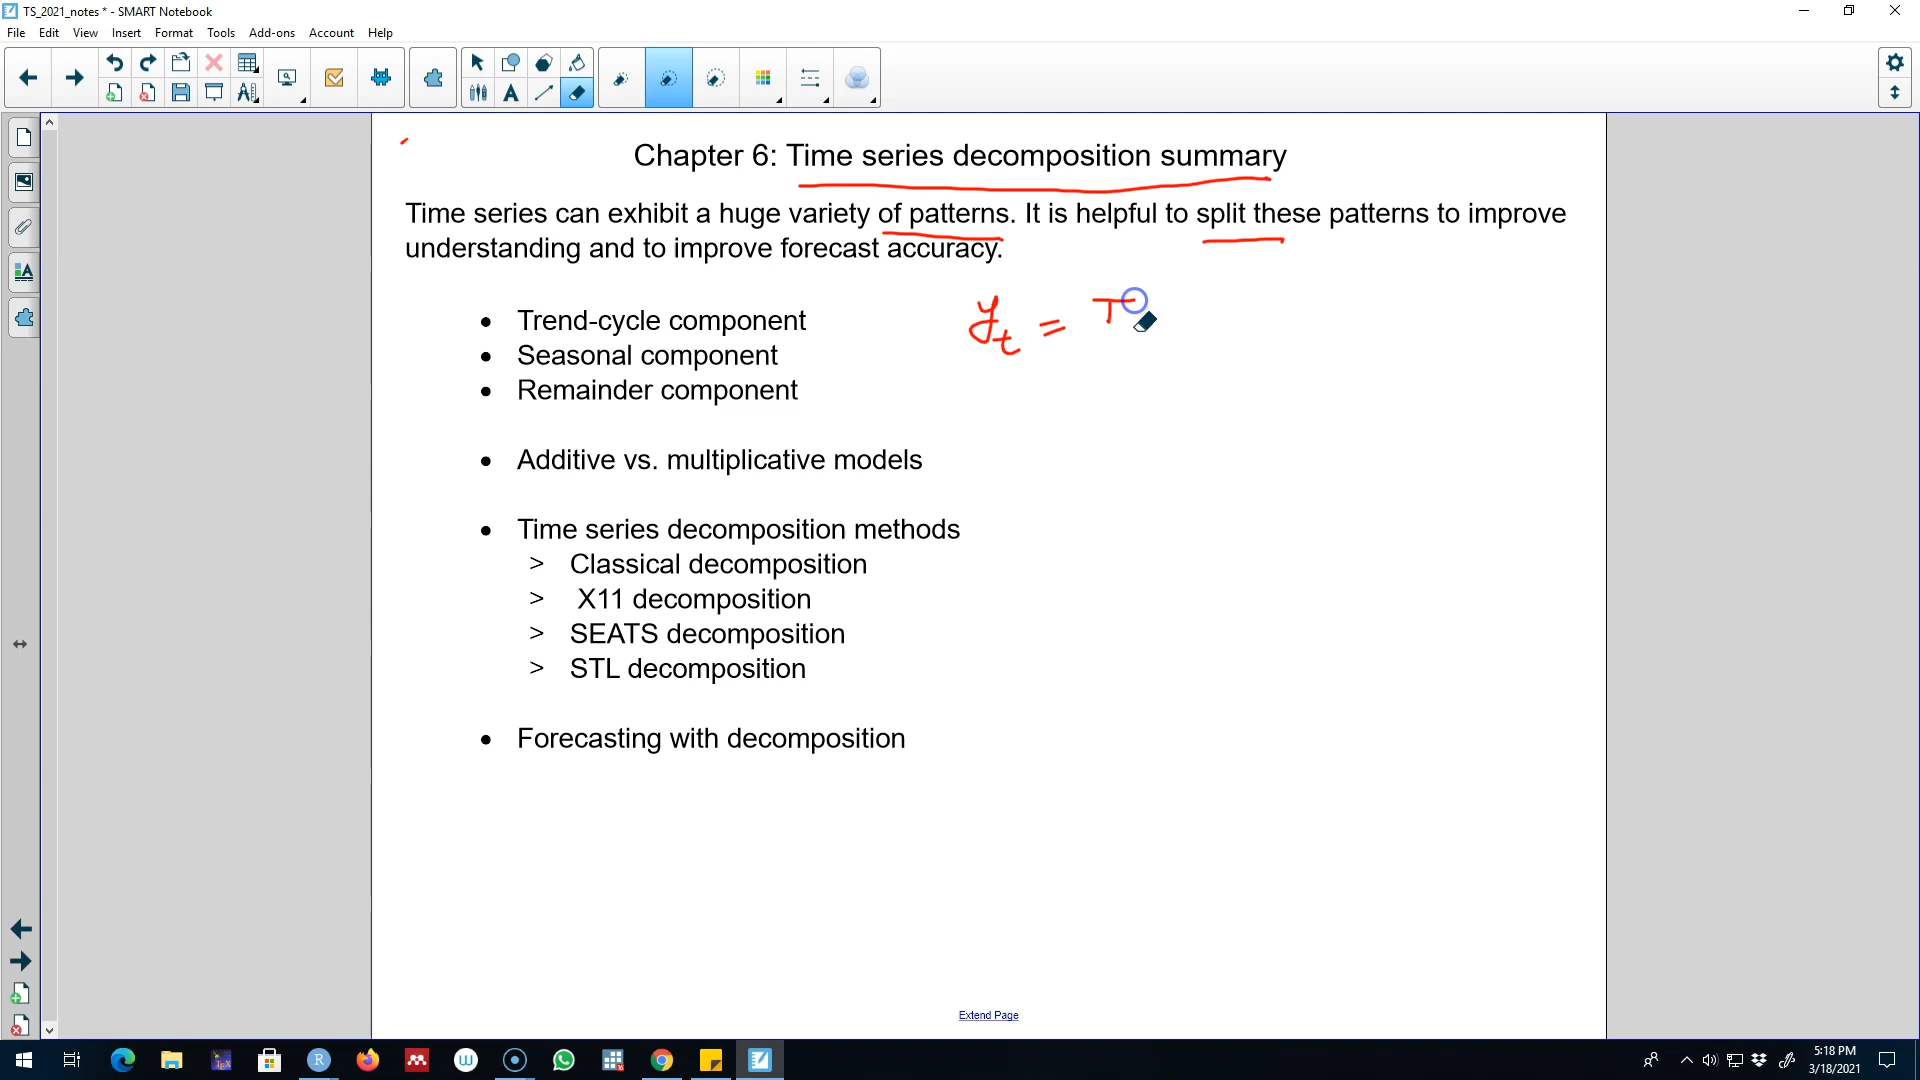 TS_2021_notes * - SMART Notebook
File Edit View Insert Format Tools Add-ons Account Help
Chapter 6: Time series decomposition summary
Time series can exhibit a huge variety of patterns. It is helpful to split these patterns to improve
understanding and to improve forecast accuracy.
y_t = T
• Trend-cycle component
• Seasonal component
• Remainder component
• Additive vs. multiplicative models
• Time series decomposition methods
> Classical decomposition
> X11 decomposition
> SEATS decomposition
> STL decomposition
• Forecasting with decomposition
Extend Page
5:18 PM
3/18/2021